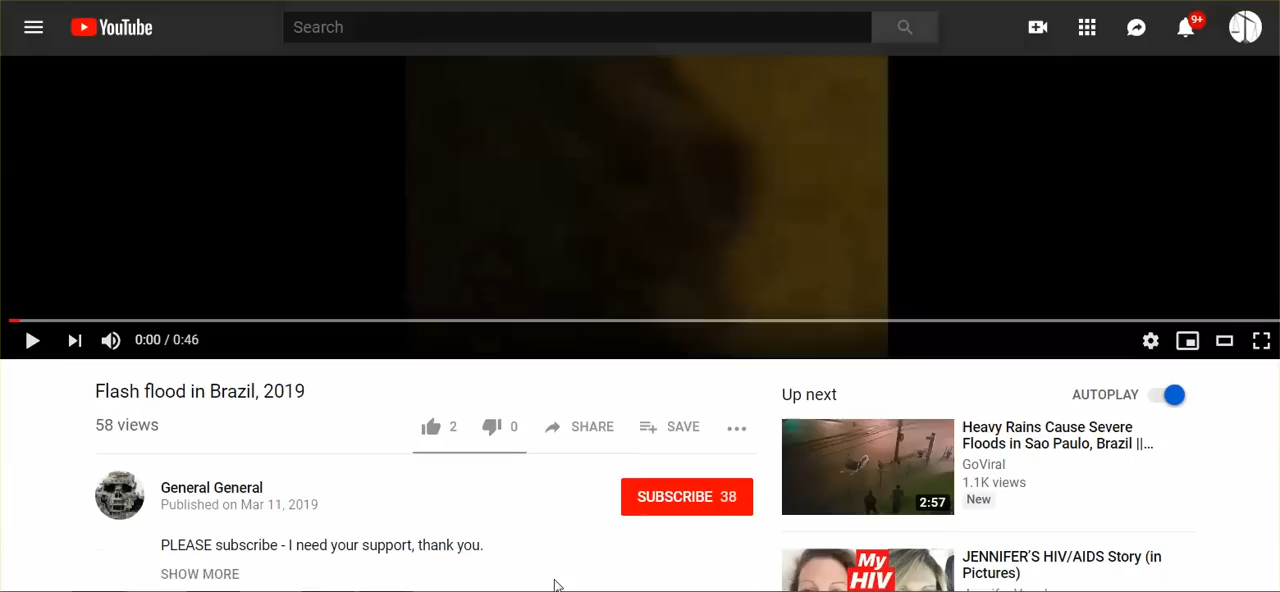 YouTube
Search
9+
0:00 / 0:46
Flash flood in Brazil, 2019
58 views
2
0
SHARE
SAVE
General General
Published on Mar 11, 2019
SUBSCRIBE 38
PLEASE subscribe - I need your support, thank you.
SHOW MORE
Up next
AUTOPLAY
2:57
Heavy Rains Cause Severe
Floods in Sao Paulo, Brazil ||...
GoViral
1.1K views
New
My
HIV
JENNIFER'S HIV/AIDS Story (in
Pictures)